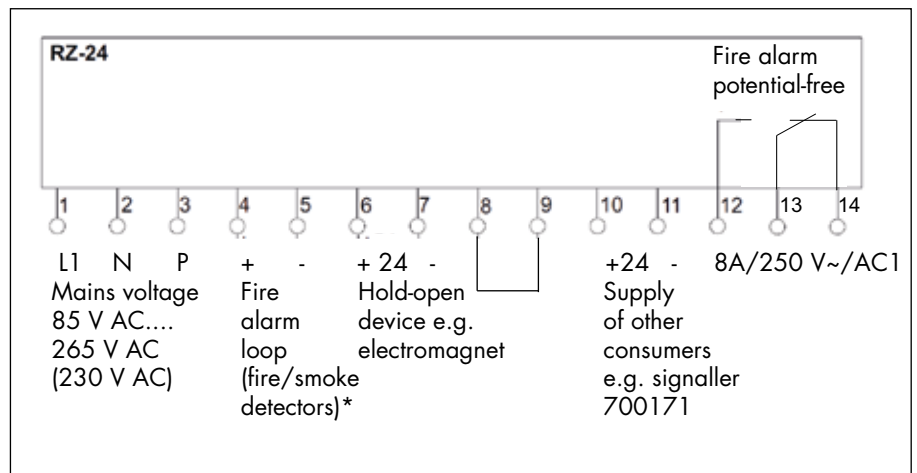 RZ-24
Fire alarm
potential-free
1 2 3 4 5 6 7 8 9 10 11 12 13 14
L1 N P + - + 24 - +24 - 8A/250 V~/AC1
Mains voltage
85 V AC....
265 V AC
(230 V AC)
Fire
alarm
loop
(fire/smoke
detectors)*
Hold-open
device e.g.
electromagnet
Supply
of other
consumers
e.g. signaller
700171